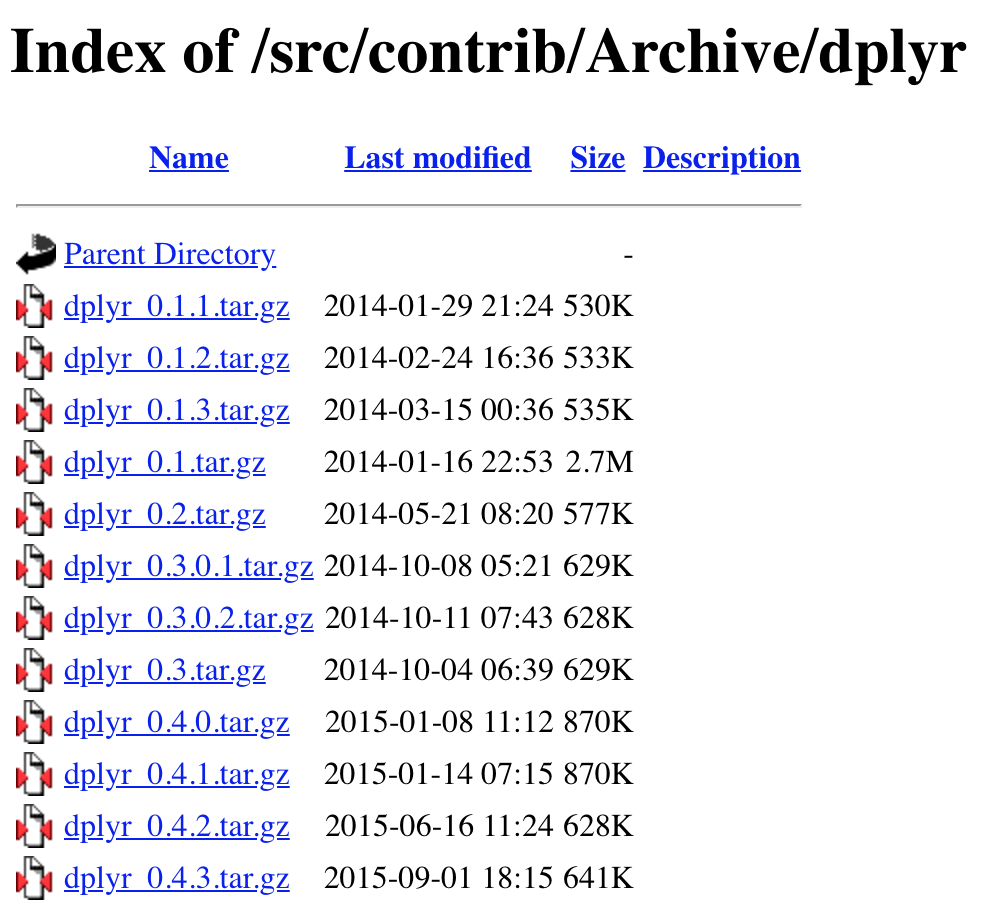 Index of /src/contrib/Archive/dplyr
Name Last modified Size Description
Parent Directory -
dplyr_0.1.1.tar.gz 2014-01-29 21:24 530K
dplyr_0.1.2.tar.gz 2014-02-24 16:36 533K
dplyr_0.1.3.tar.gz 2014-03-15 00:36 535K
dplyr_0.1.tar.gz 2014-01-16 22:53 2.7M
dplyr_0.2.tar.gz 2014-05-21 08:20 577K
dplyr_0.3.0.1.tar.gz 2014-10-08 05:21 629K
dplyr_0.3.0.2.tar.gz 2014-10-11 07:43 628K
dplyr_0.3.tar.gz 2014-10-04 06:39 629K
dplyr_0.4.0.tar.gz 2015-01-08 11:12 870K
dplyr_0.4.1.tar.gz 2015-01-14 07:15 870K
dplyr_0.4.2.tar.gz 2015-06-16 11:24 628K
dplyr_0.4.3.tar.gz 2015-09-01 18:15 641K